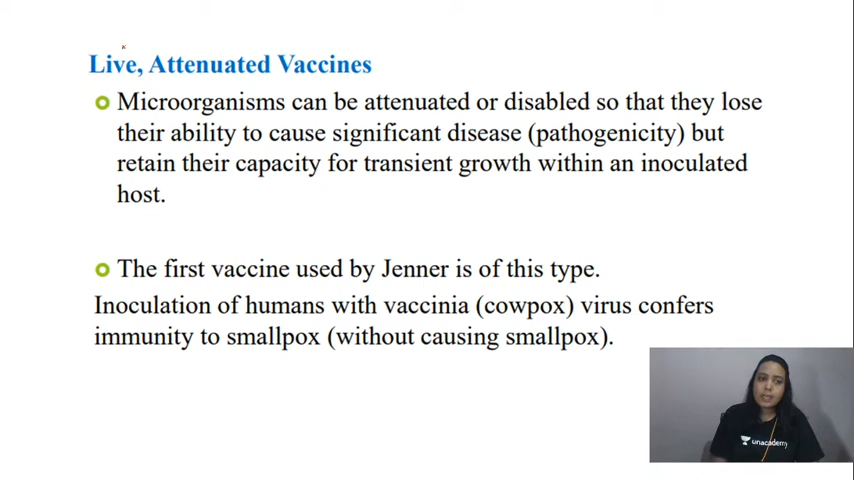 Live, Attenuated Vaccines
Microorganisms can be attenuated or disabled so that they lose
their ability to cause significant disease (pathogenicity) but
retain their capacity for transient growth within an inoculated
host.
The first vaccine used by Jenner is of this type.
Inoculation of humans with vaccinia (cowpox) virus confers
immunity to smallpox (without causing smallpox).
unacademy